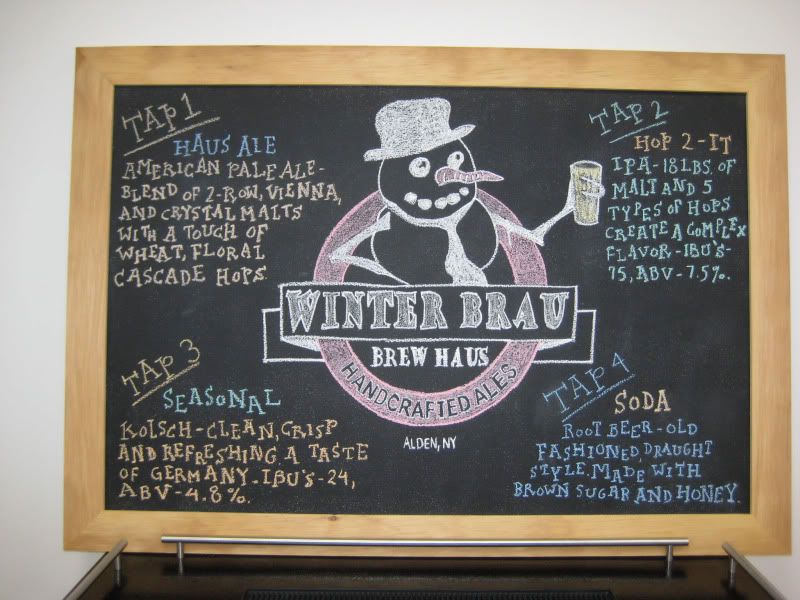 TAP 1
HAUS ALE
AMERICAN PALE ALE-
BLEND OF 2-ROW, VIENNA,
AND CRYSTAL MALTS
WITH A TOUCH OF
WHEAT, FLORAL
CASCADE HOPS.
TAP 2
HOP 2-IT
IPA-18LBS. OF
MALT AND 5
TYPES OF HOPS
CREATE A COMPLEX
FLAVOR-IBU'S-
75, ABV-7.5%.
WINTER BRAU
BREW HAUS
HANDCRAFTED ALES
ALDEN, NY
TAP 3
SEASONAL
KOLSCH-CLEAN, CRISP
AND REFRESHING A TASTE
OF GERMANY-IBU'S-24,
ABV-4.8%.
TAP 4
SODA
ROOT BEER-OLD
FASHIONED, DRAUGHT
STYLE. MADE WITH
BROWN SUGAR AND HONEY.